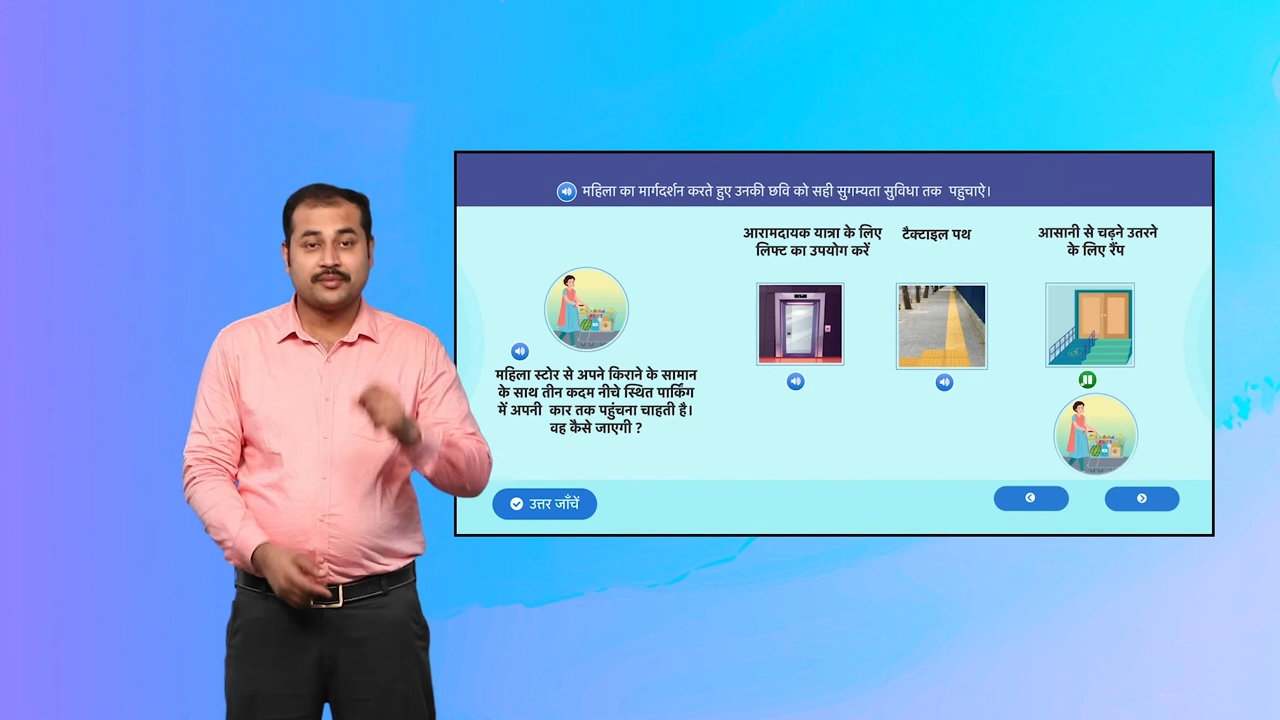 महिला का मार्गदर्शन करते हुए उनकी छवि को सही सुगम्यता सुविधा तक पहुचाऐ।
आरामदायक यात्रा के लिए
लिफ्ट का उपयोग करें
टैक्टाइल पथ
आसानी से चढ़ने उतरने
के लिए रैंप
महिला स्टोर से अपने किराने के सामान
के साथ तीन कदम नीचे स्थित पार्किंग
में अपनी कार तक पहुंचना चाहती है।
वह कैसे जाएगी ?
उत्तर जाँचें